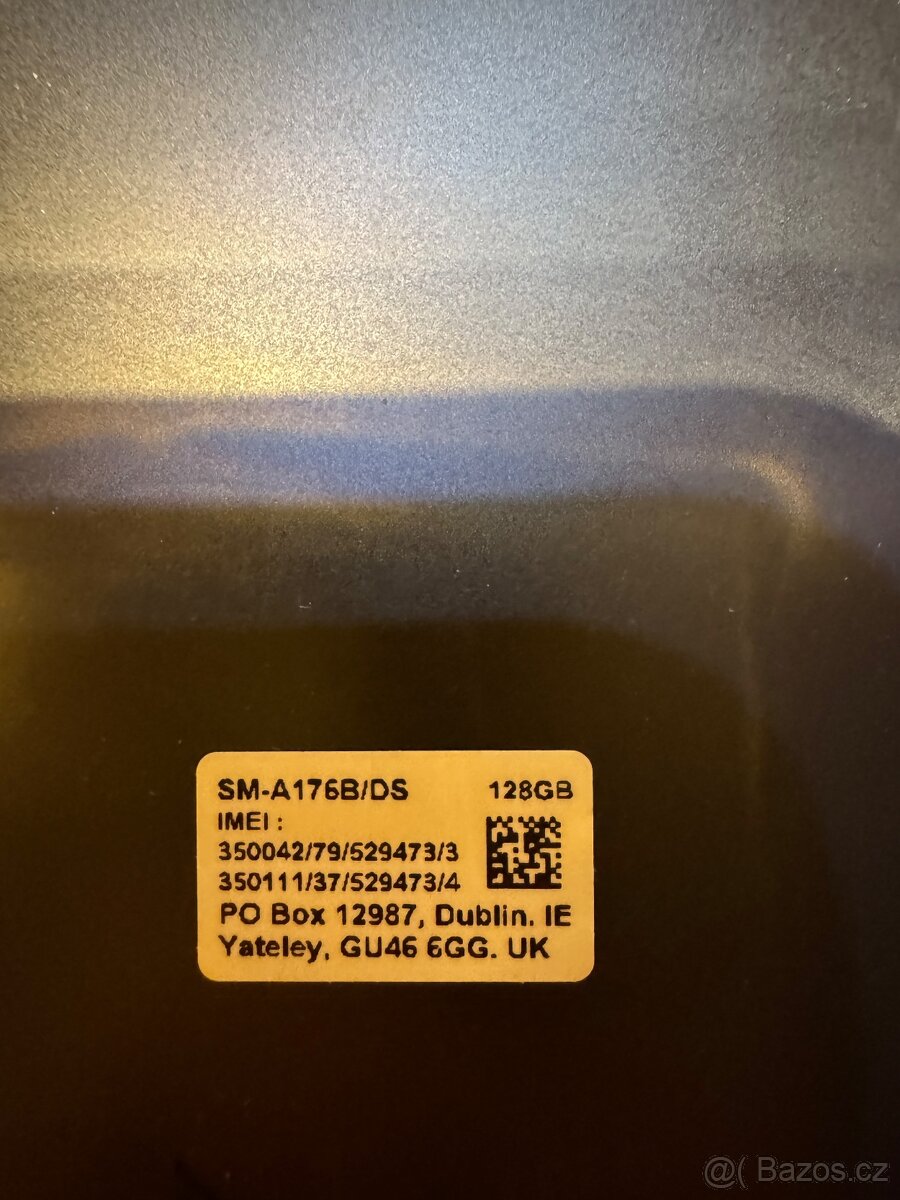 SM-A176B/DS 128GB
IMEI :
350042/79/529473/3
350111/37/529473/4
PO Box 12987, Dublin. IE
Yateley, GU46 6GG. UK
@( Bazos.cz